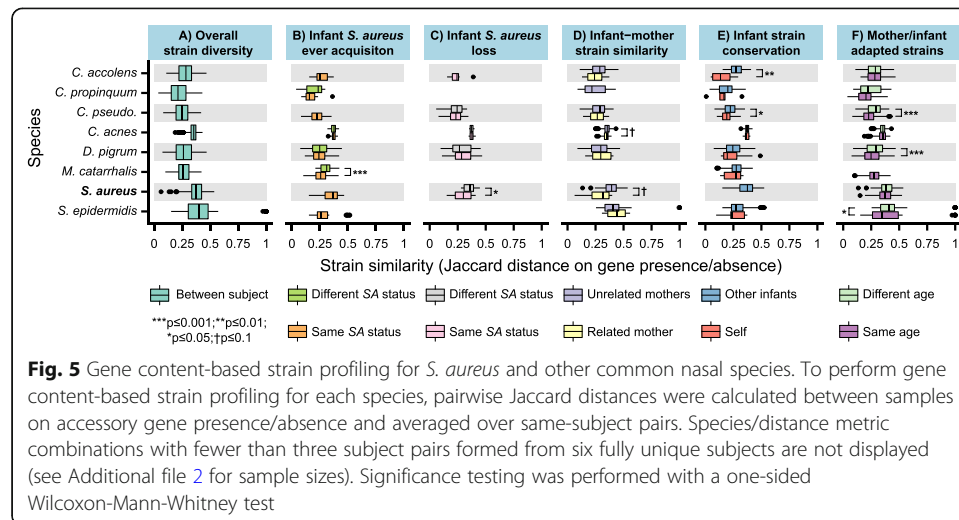 A) Overall strain diversity
B) Infant S. aureus ever acquisiton
C) Infant S. aureus loss
D) Infant−mother strain similarity
E) Infant strain conservation
F) Mother/infant adapted strains
Species
C. accolens
C. propinquum
C. pseudo.
C. acnes
D. pigrum
M. catarrhalis
S. aureus
S. epidermidis
***
*
†
†
**
*
***
***
*
0 0.25 0.5 0.75 1 0 0.25 0.5 0.75 1 0 0.25 0.5 0.75 1 0 0.25 0.5 0.75 1 0 0.25 0.5 0.75 1 0 0.25 0.5 0.75 1
Strain similarity (Jaccard distance on gene presence/absence)
Between subject
Different SA status
Different SA status
Unrelated mothers
Other infants
Different age
***p≤0.001;**p≤0.01;
*p≤0.05;†p≤0.1
Same SA status
Same SA status
Related mother
Self
Same age
Fig. 5 Gene content-based strain profiling for S. aureus and other common nasal species. To perform gene
content-based strain profiling for each species, pairwise Jaccard distances were calculated between samples
on accessory gene presence/absence and averaged over same-subject pairs. Species/distance metric
combinations with fewer than three subject pairs formed from six fully unique subjects are not displayed
(see Additional file 2 for sample sizes). Significance testing was performed with a one-sided
Wilcoxon-Mann-Whitney test